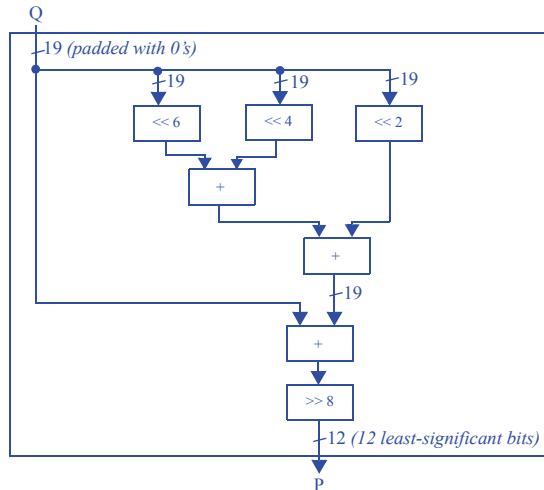 Q
19 (padded with 0's)
19
19
19
<< 6
<< 4
<< 2
+
+
19
+
>> 8
12 (12 least-significant bits)
P